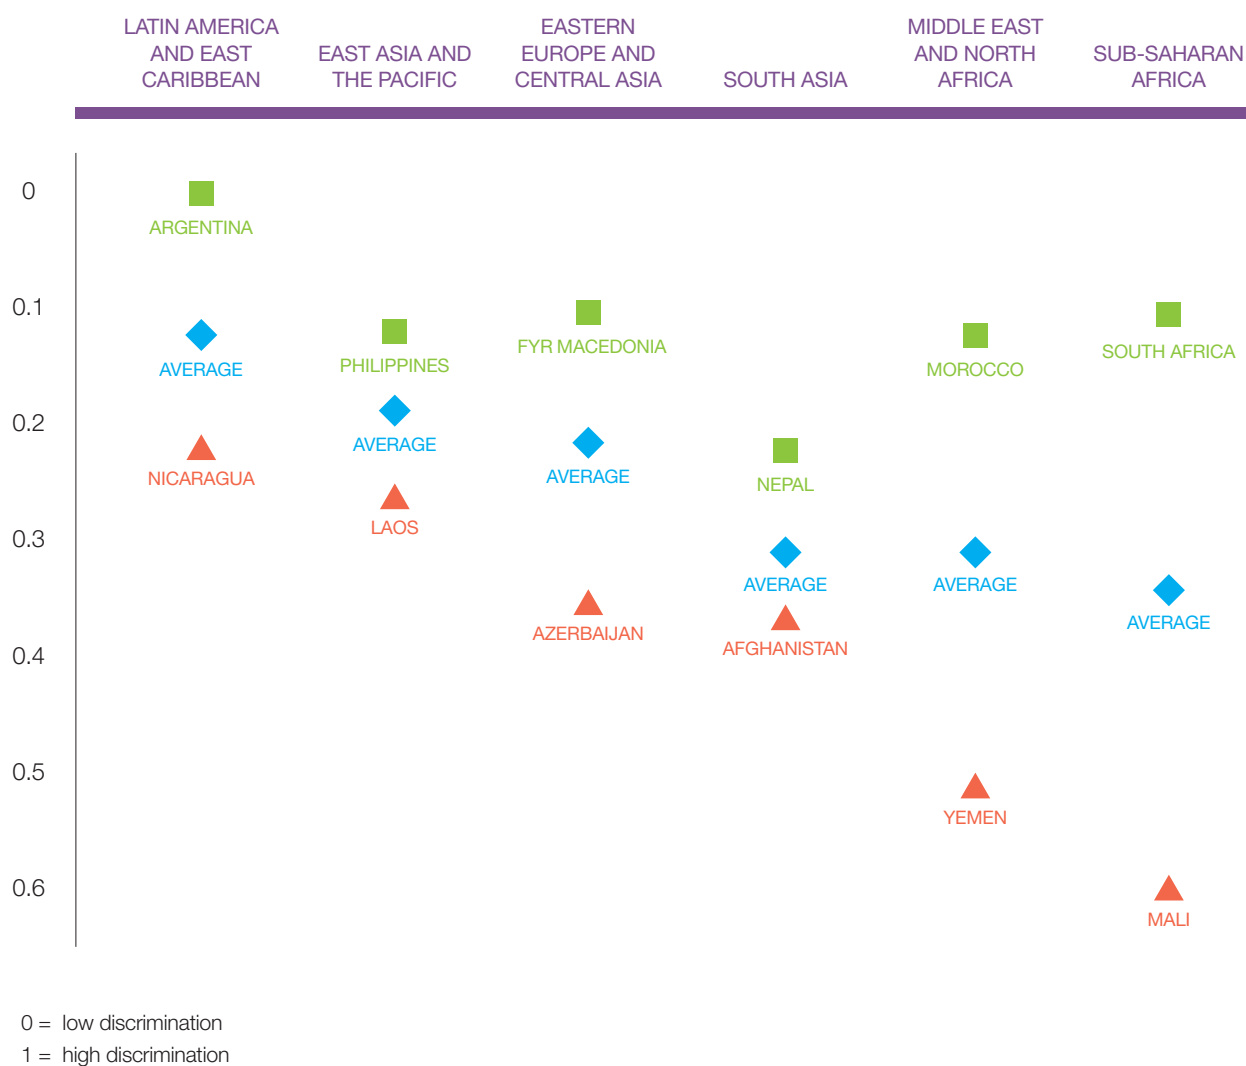 LATIN AMERICA
AND EAST
CARIBBEAN
EAST ASIA AND
THE PACIFIC
EASTERN
EUROPE AND
CENTRAL ASIA
SOUTH ASIA
MIDDLE EAST
AND NORTH
AFRICA
SUB-SAHARAN
AFRICA
0
0.1
0.2
0.3
0.4
0.5
0.6
ARGENTINA
AVERAGE
NICARAGUA
PHILIPPINES
AVERAGE
LAOS
FYR MACEDONIA
AVERAGE
AZERBAIJAN
NEPAL
AVERAGE
AFGHANISTAN
MOROCCO
AVERAGE
YEMEN
SOUTH AFRICA
AVERAGE
MALI
0 = low discrimination
1 = high discrimination